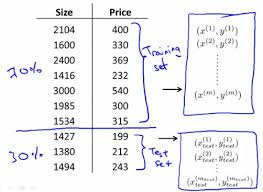 Size Price
2104 400
1600 330
2400 369
1416 232
3000 540
1985 300
1534 315
1427 199
1380 212
1494 243
70%
30%
Training
set
Test
set
(x^{(1)}, y^{(1)})
(x^{(2)}, y^{(2)})
⋮
(x^{(m)}, y^{(m)})
(x_{test}^{(1)}, y_{test}^{(1)})
(x_{test}^{(2)}, y_{test}^{(2)})
⋮
(x_{test}^{(m_{test})}, y_{test}^{(m_{test})})